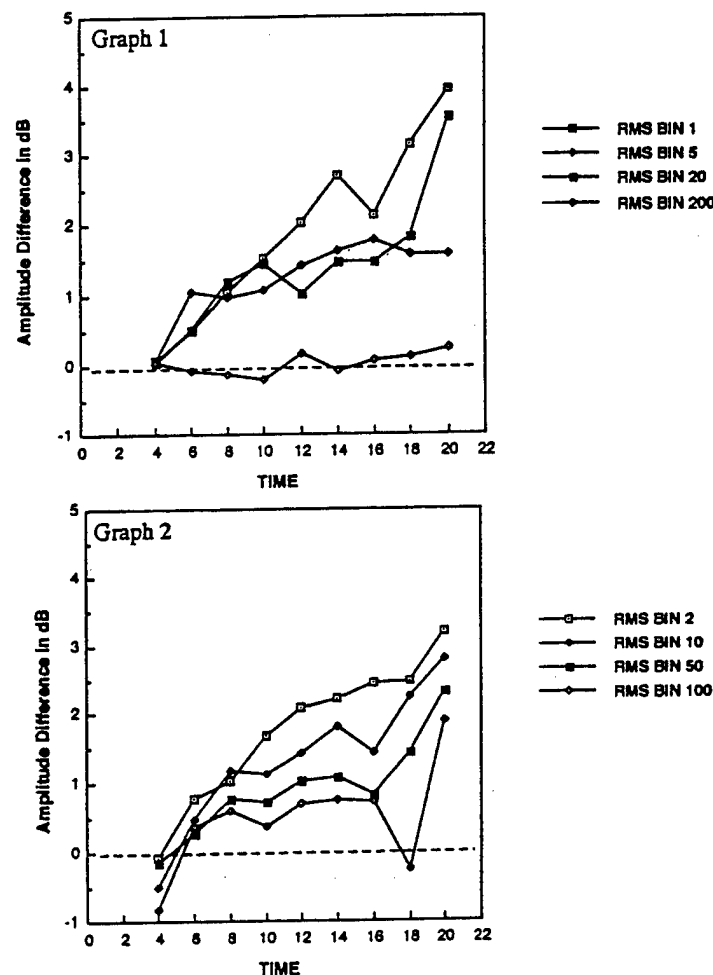 5
Graph 1
4
3
2
1
0
-1
Amplitude Difference in dB
0 2 4 6 8 10 12 14 16 18 20 22
TIME
RMS BIN 1
RMS BIN 5
RMS BIN 20
RMS BIN 200
5
Graph 2
4
3
2
1
0
-1
Amplitude Difference in dB
0 2 4 6 8 10 12 14 16 18 20 22
TIME
RMS BIN 2
RMS BIN 10
RMS BIN 50
RMS BIN 100